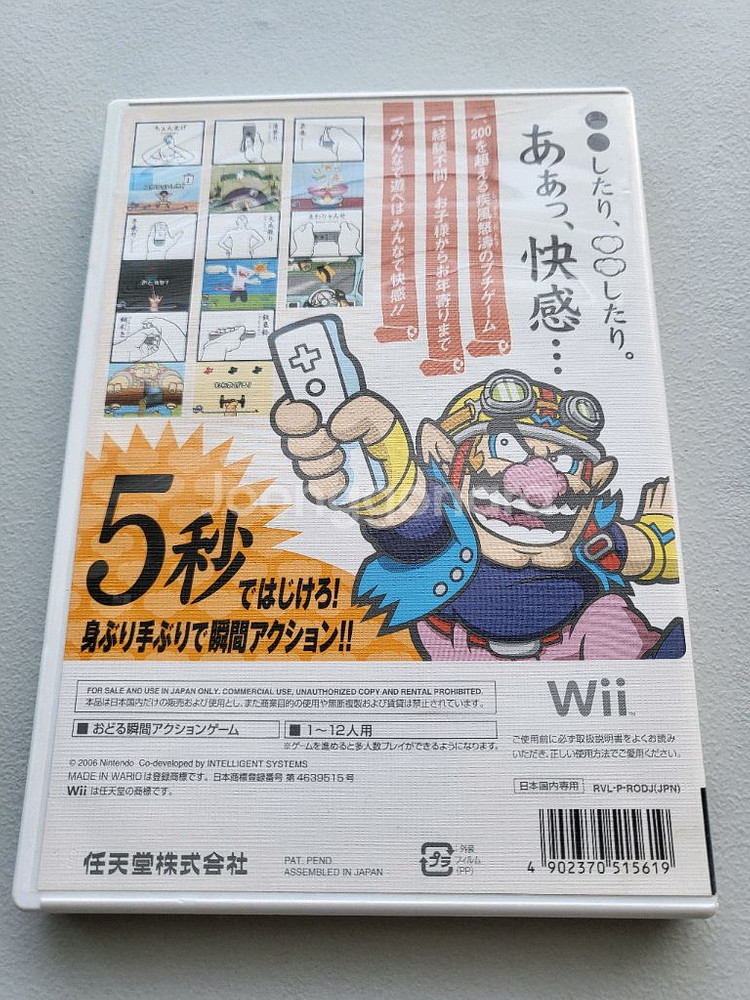 ●●したり、♡♡したり。
ああっ、快感…
一、200を超える疾風怒濤のプチゲーム
一、経験不問！お子様からお年寄りまで
一、みんなで遊べばみんなで快感!!
ちょんまげ
5秒ではじけろ！
身ぶり手ぶりで瞬間アクション!!
FOR SALE AND USE IN JAPAN ONLY. COMMERCIAL USE, UNAUTHORIZED COPY AND RENTAL PROHIBITED.
本品は日本国内だけの販売および使用とし、また商業目的の使用や無断複製および賃貸は禁止されています。
Wii™
■おどる瞬間アクションゲーム
■1〜12人用
※ゲームを進めると多人数プレイができるようになります。
ご使用前に必ず取扱説明書をよくお読み
いただき、正しい使用方法でご愛用ください。
© 2006 Nintendo Co-developed by INTELLIGENT SYSTEMS
MADE IN WARIOは登録商標です。日本商標登録番号 第4639515号
Wiiは任天堂の商標です。
日本国内専用
RVL-P-RODJ(JPN)
任天堂株式会社
PAT. PEND.
ASSEMBLED IN JAPAN
プラ
外装
フィルム
(PP)
4 902370 515619